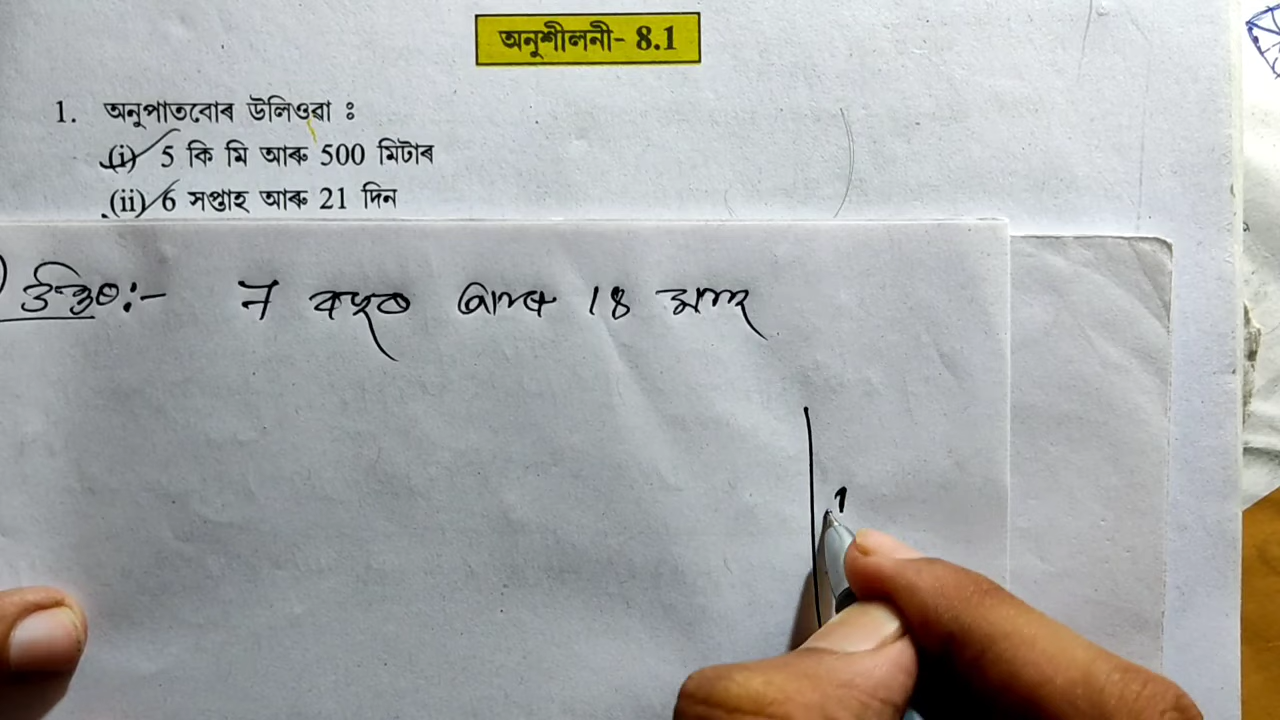 অনুশীলনী- 8.1
1. অনুপাতবোৰ উলিওৱা ঃ
(i) 5 কি মি আৰু 500 মিটাৰ
(ii) 6 সপ্তাহ আৰু 21 দিন
উত্তৰ:- 7 বছৰ আৰু 18 মাহ
1